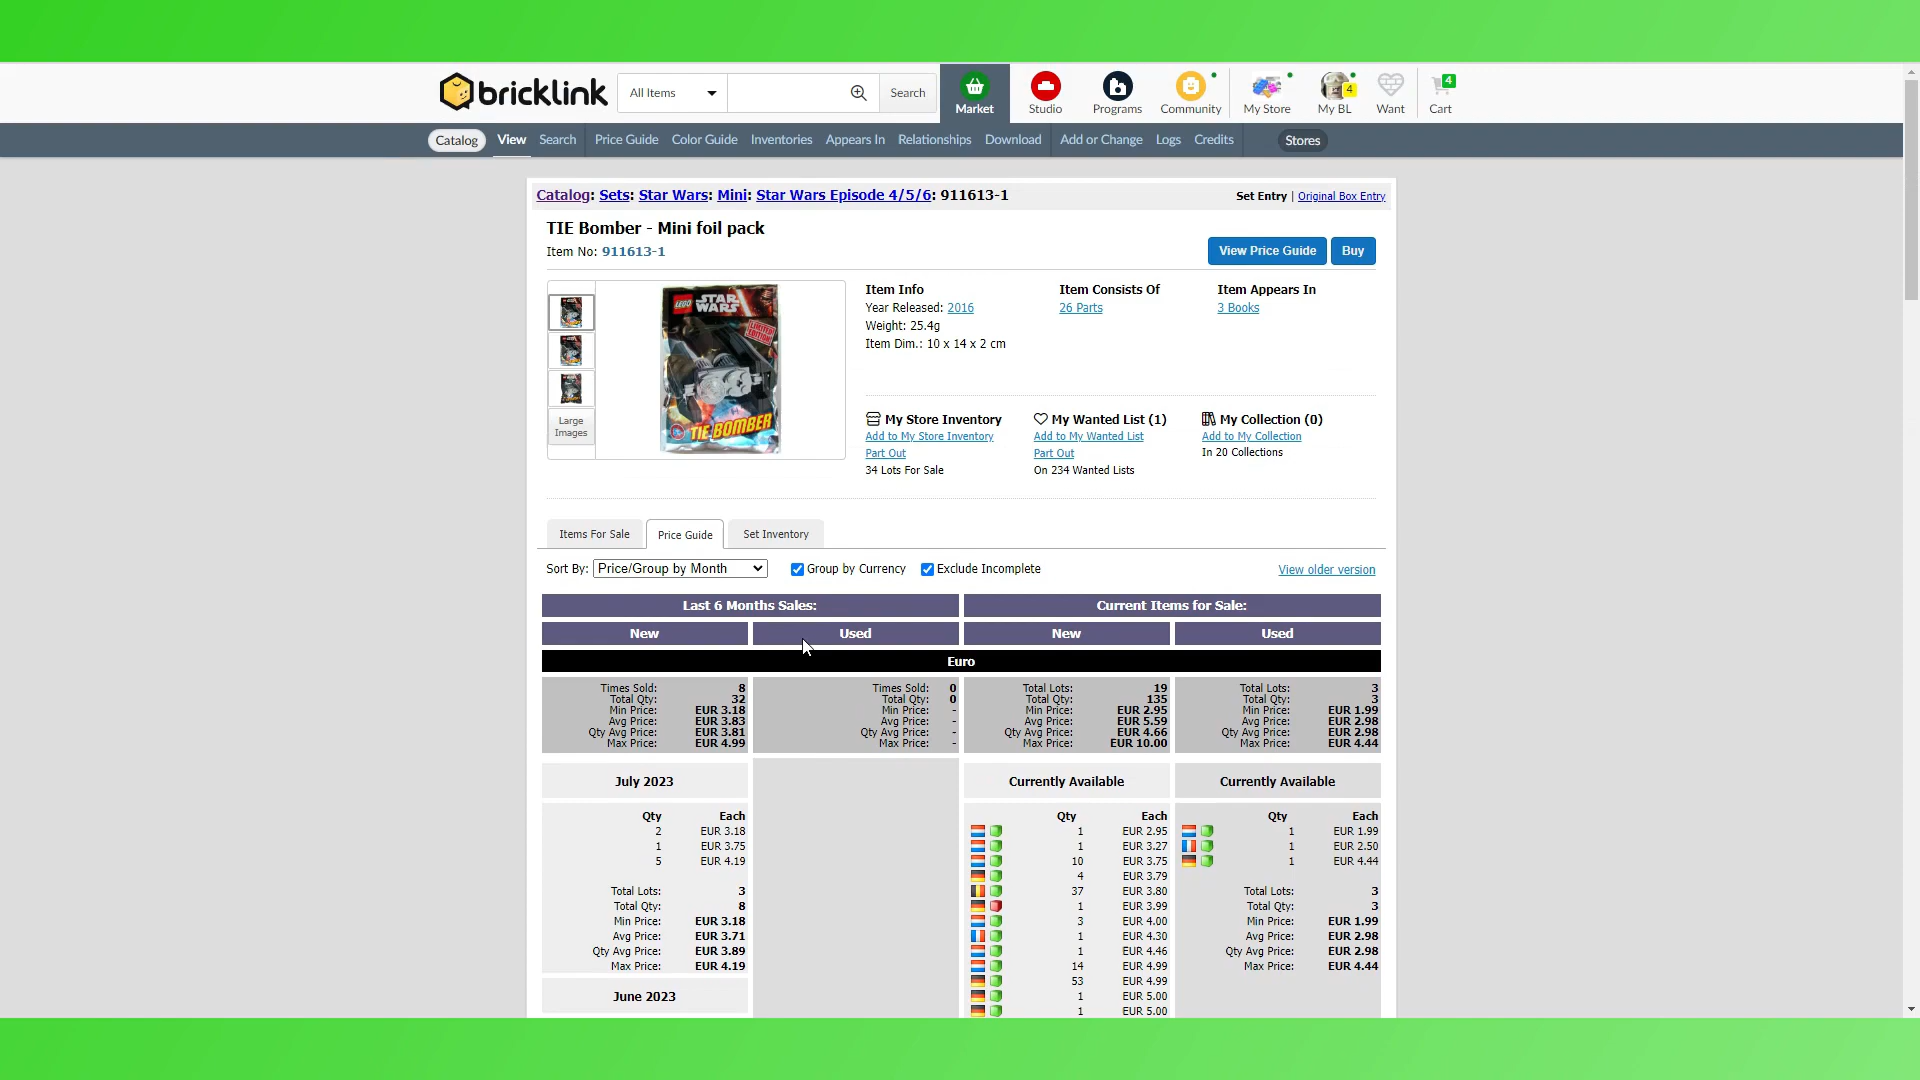 bricklink
All Items
Search
Market
Studio
Programs
Community
My Store
4
My BL
Want
4
Cart
Catalog View Search Price Guide Color Guide Inventories Appears In Relationships Download Add or Change Logs Credits Stores
Catalog: Sets: Star Wars: Mini: Star Wars Episode 4/5/6: 911613-1
Set Entry | Original Box Entry
TIE Bomber - Mini foil pack
Item No: 911613-1
View Price Guide
Buy
LEGO STAR WARS
LIMITED EDITION
TIE BOMBER
Large Images
Item Info
Year Released: 2016
Weight: 25.4g
Item Dim.: 10 x 14 x 2 cm
Item Consists Of
26 Parts
Item Appears In
3 Books
My Store Inventory
Add to My Store Inventory
Part Out
34 Lots For Sale
My Wanted List (1)
Add to My Wanted List
Part Out
On 234 Wanted Lists
My Collection (0)
Add to My Collection
In 20 Collections
Items For Sale
Price Guide
Set Inventory
Sort By: Price/Group by Month
Group by Currency
Exclude Incomplete
View older version
Last 6 Months Sales: Current Items for Sale:
New Used New Used
Euro
Times Sold: 8
Total Qty: 32
Min Price: EUR 3.18
Avg Price: EUR 3.83
Qty Avg Price: EUR 3.81
Max Price: EUR 4.99
Times Sold: 0
Total Qty: 0
Min Price: -
Avg Price: -
Qty Avg Price: -
Max Price: -
Total Lots: 19
Total Qty: 135
Min Price: EUR 2.95
Avg Price: EUR 5.59
Qty Avg Price: EUR 4.66
Max Price: EUR 10.00
Total Lots: 3
Total Qty: 3
Min Price: EUR 1.99
Avg Price: EUR 2.98
Qty Avg Price: EUR 2.98
Max Price: EUR 4.44
July 2023
Qty Each
2 EUR 3.18
1 EUR 3.75
5 EUR 4.19
Total Lots: 3
Total Qty: 8
Min Price: EUR 3.18
Avg Price: EUR 3.71
Qty Avg Price: EUR 3.89
Max Price: EUR 4.19
June 2023
Currently Available
Qty Each
1 EUR 2.95
1 EUR 3.27
10 EUR 3.75
4 EUR 3.79
37 EUR 3.80
1 EUR 3.99
3 EUR 4.00
1 EUR 4.30
1 EUR 4.46
14 EUR 4.99
53 EUR 4.99
1 EUR 5.00
1 EUR 5.00
Currently Available
Qty Each
1 EUR 1.99
1 EUR 2.50
1 EUR 4.44
Total Lots: 3
Total Qty: 3
Min Price: EUR 1.99
Avg Price: EUR 2.98
Qty Avg Price: EUR 2.98
Max Price: EUR 4.44